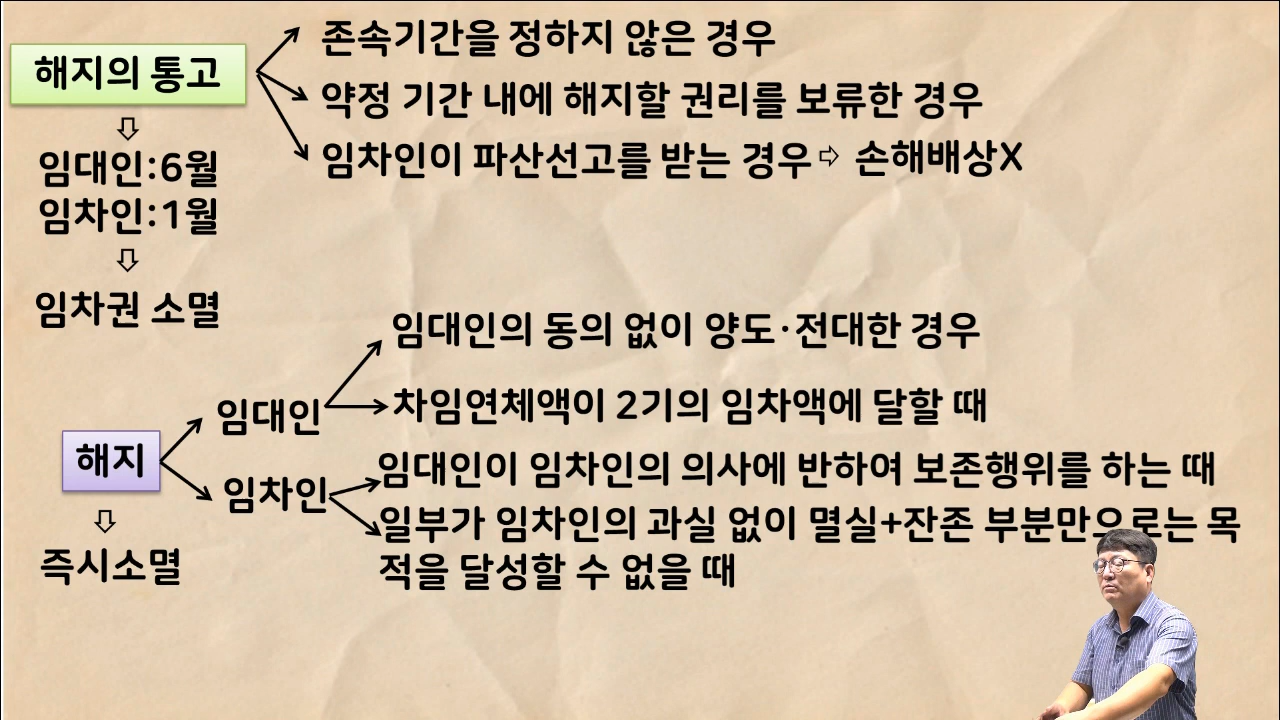 해지의 통고
존속기간을 정하지 않은 경우
약정 기간 내에 해지할 권리를 보류한 경우
임차인이 파산선고를 받는 경우⇨ 손해배상X
임대인:6월
임차인:1월
임차권 소멸
해지
임대인
임대인의 동의 없이 양도·전대한 경우
차임연체액이 2기의 임차액에 달할 때
임차인
임대인이 임차인의 의사에 반하여 보존행위를 하는 때
일부가 임차인의 과실 없이 멸실+잔존 부분만으로는 목
적을 달성할 수 없을 때
즉시소멸